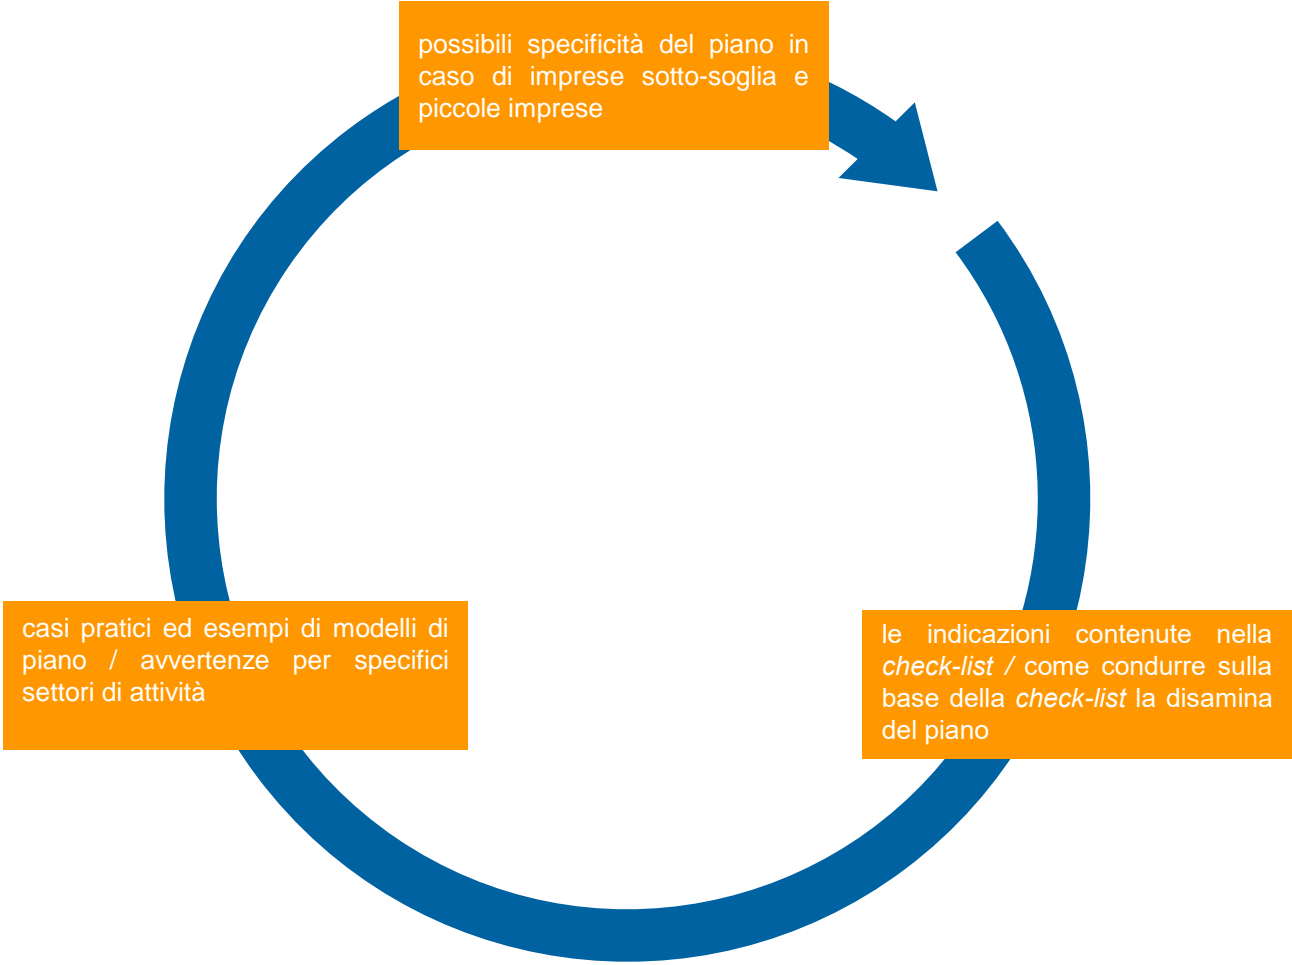 possibili specificità del piano in
caso di imprese sotto-soglia e
piccole imprese
casi pratici ed esempi di modelli di
piano / avvertenze per specifici
settori di attività
le indicazioni contenute nella
check-list / come condurre sulla
base della check-list la disamina
del piano